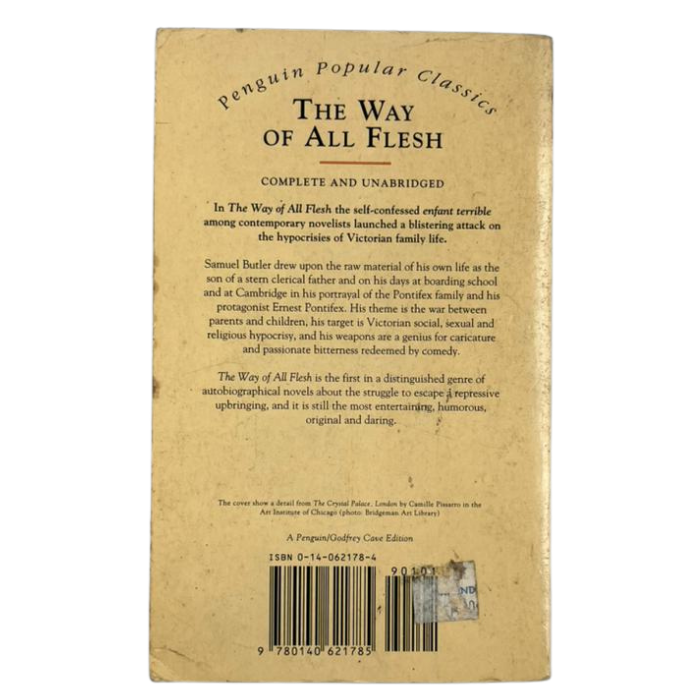 Penguin Popular Classics
THE WAY
OF ALL FLESH
COMPLETE AND UNABRIDGED
In The Way of All Flesh the self-confessed enfant terrible
among contemporary novelists launched a blistering attack on
the hypocrisies of Victorian family life.
Samuel Butler drew upon the raw material of his own life as the
son of a stern clerical father and on his days at boarding school
and at Cambridge in his portrayal of the Pontifex family and his
protagonist Ernest Pontifex. His theme is the war between
parents and children, his target is Victorian social, sexual and
religious hypocrisy, and his weapons are a genius for caricature
and passionate bitterness redeemed by comedy.
The Way of All Flesh is the first in a distinguished genre of
autobiographical novels about the struggle to escape a repressive
upbringing, and it is still the most entertaining, humorous,
original and daring.
The cover show a detail from The Crystal Palace, London by Camille Pissarro in the
Art Institute of Chicago (photo: Bridgeman Art Library)
A Penguin/Godfrey Cave Edition
ISBN 0-14-062178-4
90101
ND
9 780140 621785